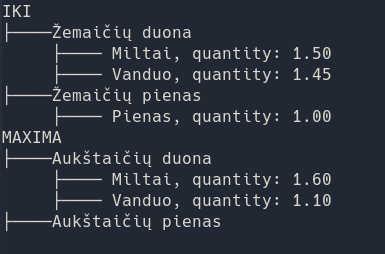 IKI
├────Žemaičių duona
     ├──── Miltai, quantity: 1.50
     ├──── Vanduo, quantity: 1.45
├────Žemaičių pienas
     ├──── Pienas, quantity: 1.00
MAXIMA
├────Aukštaičių duona
     ├──── Miltai, quantity: 1.60
     ├──── Vanduo, quantity: 1.10
├────Aukštaičių pienas